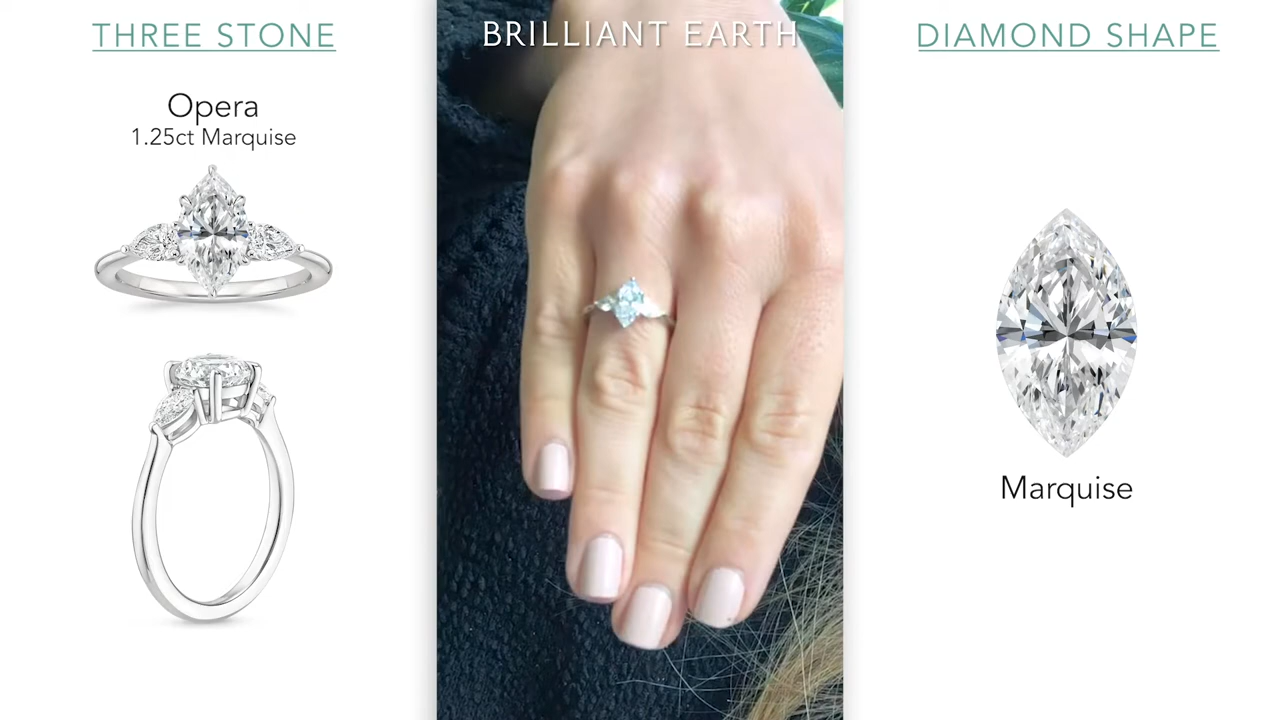 THREE STONE
Opera
1.25ct Marquise
BRILLIANT EARTH
DIAMOND SHAPE
Marquise